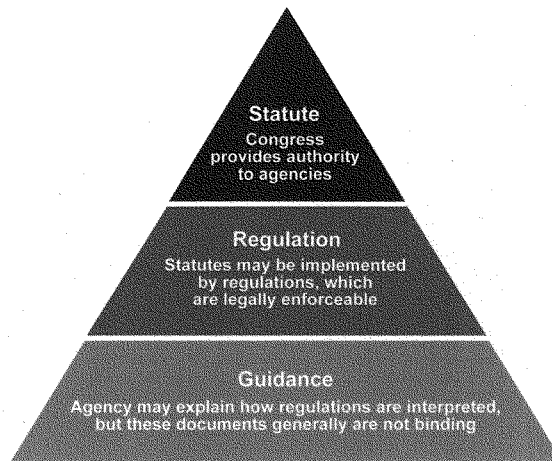 Statute
Congress
provides authority
to agencies
Regulation
Statutes may be implemented
by regulations, which
are legally enforceable
Guidance
Agency may explain how regulations are interpreted,
but these documents generally are not binding